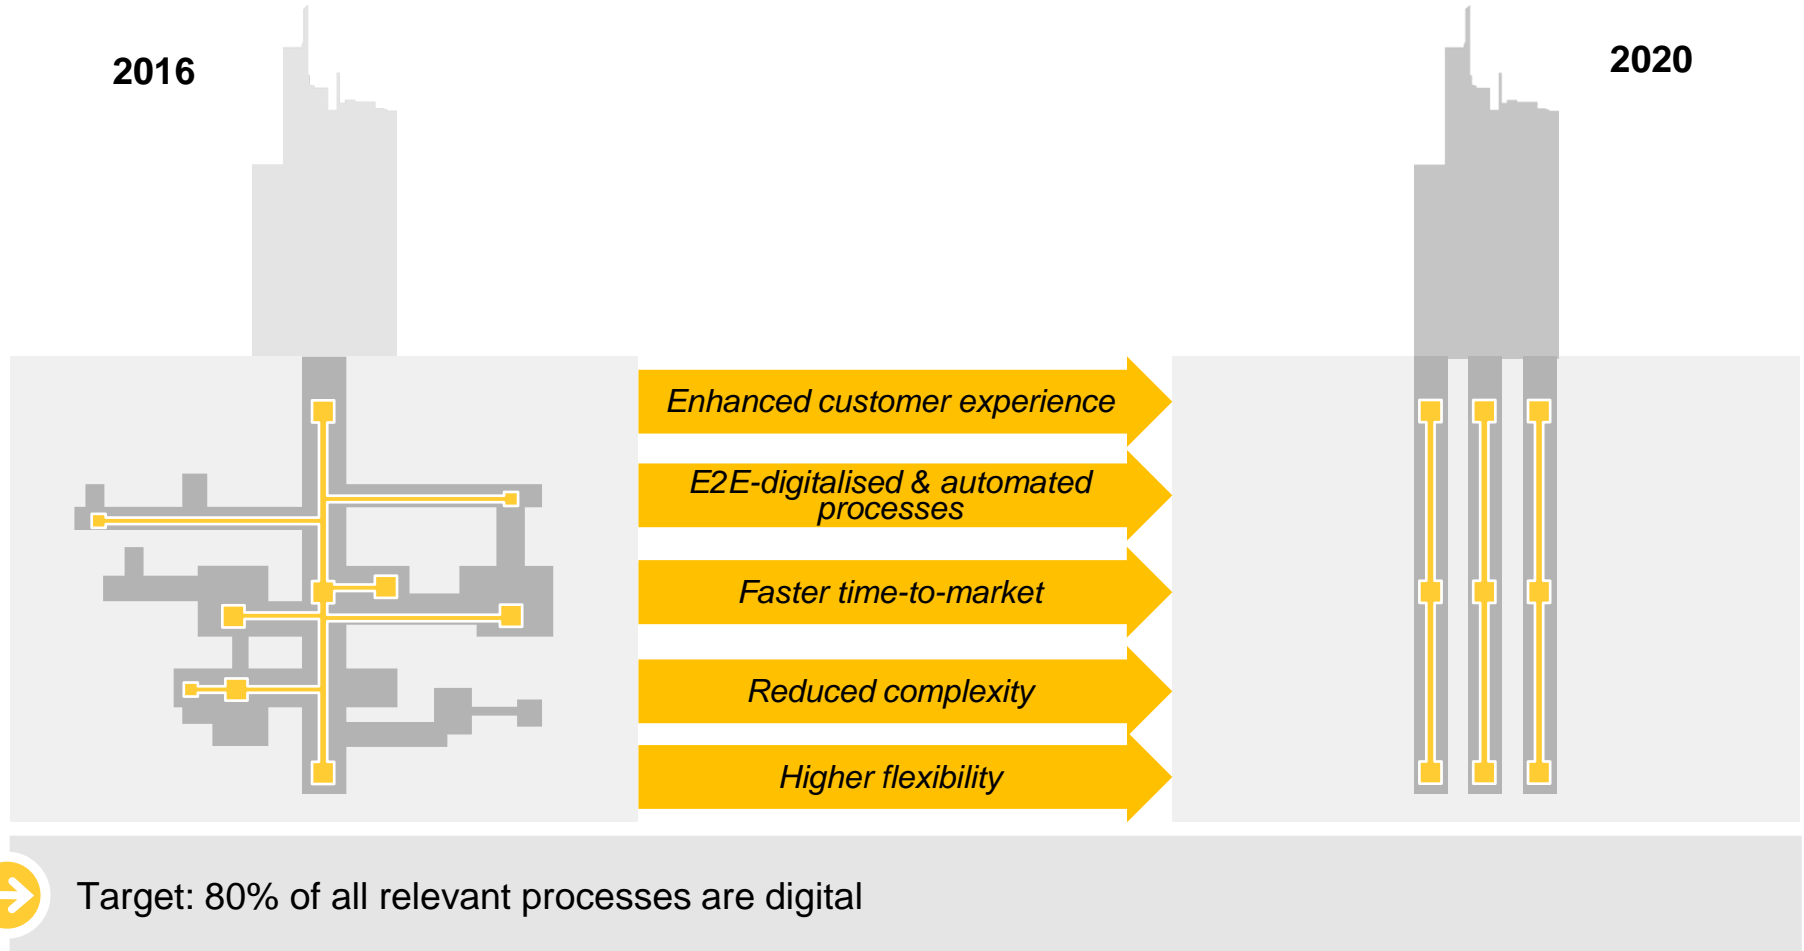 2016
2020
Enhanced customer experience
E2E-digitalised & automated
processes
Faster time-to-market
Reduced complexity
Higher flexibility
Target: 80% of all relevant processes are digital